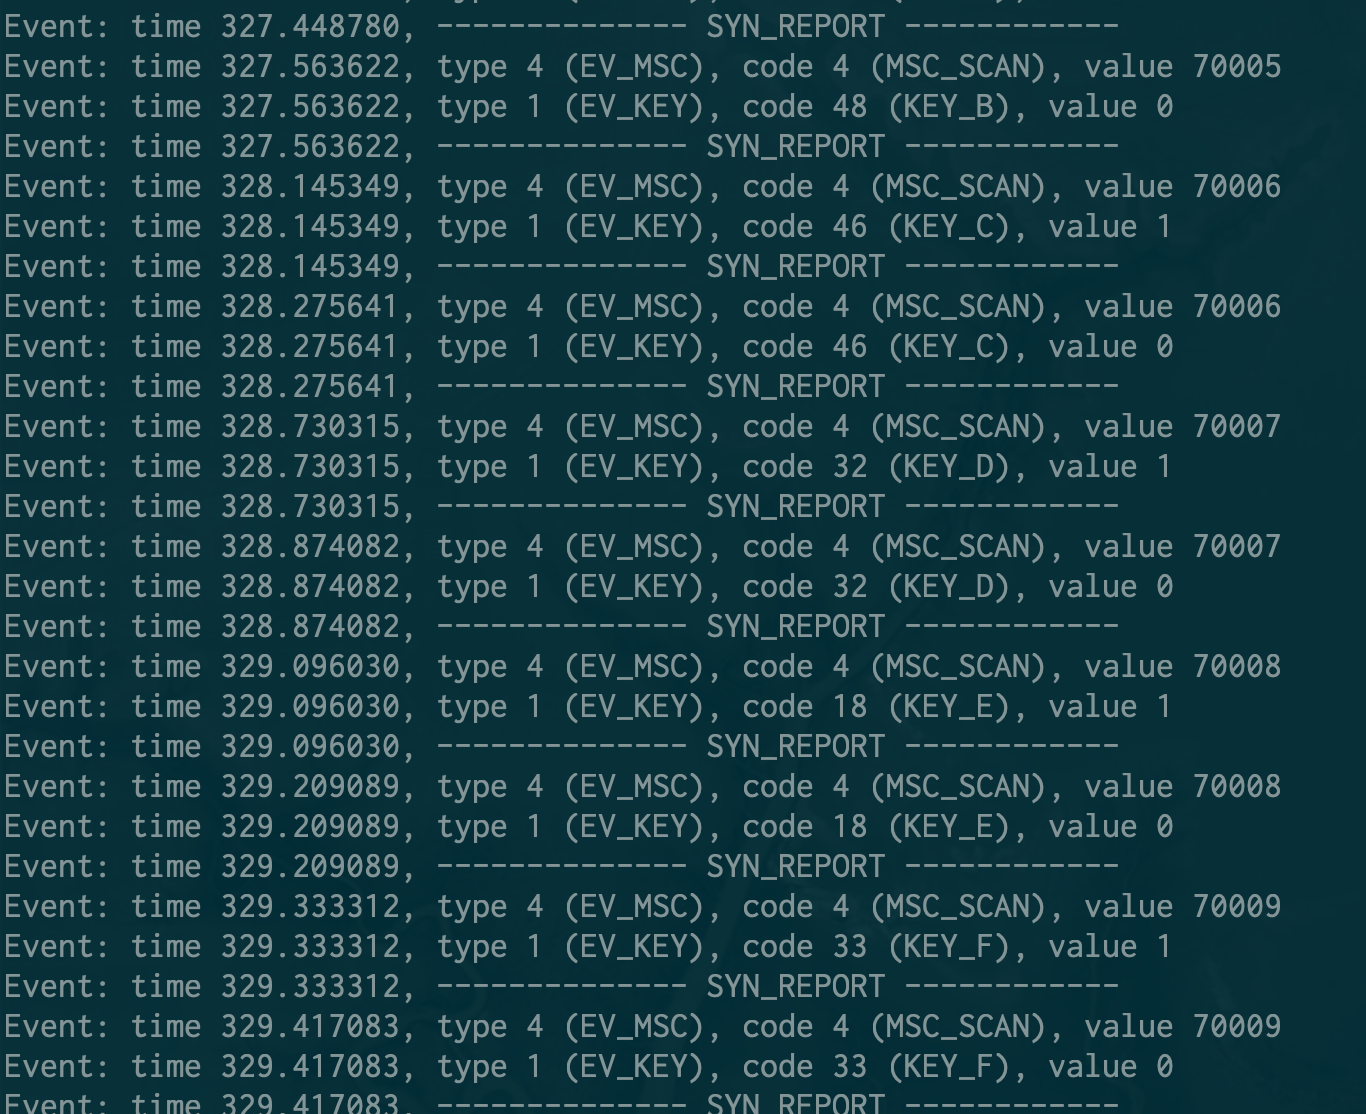 Event: time 327.448780, -------------- SYN_REPORT ------------
Event: time 327.563622, type 4 (EV_MSC), code 4 (MSC_SCAN), value 70005
Event: time 327.563622, type 1 (EV_KEY), code 48 (KEY_B), value 0
Event: time 327.563622, -------------- SYN_REPORT ------------
Event: time 328.145349, type 4 (EV_MSC), code 4 (MSC_SCAN), value 70006
Event: time 328.145349, type 1 (EV_KEY), code 46 (KEY_C), value 1
Event: time 328.145349, -------------- SYN_REPORT ------------
Event: time 328.275641, type 4 (EV_MSC), code 4 (MSC_SCAN), value 70006
Event: time 328.275641, type 1 (EV_KEY), code 46 (KEY_C), value 0
Event: time 328.275641, -------------- SYN_REPORT ------------
Event: time 328.730315, type 4 (EV_MSC), code 4 (MSC_SCAN), value 70007
Event: time 328.730315, type 1 (EV_KEY), code 32 (KEY_D), value 1
Event: time 328.730315, -------------- SYN_REPORT ------------
Event: time 328.874082, type 4 (EV_MSC), code 4 (MSC_SCAN), value 70007
Event: time 328.874082, type 1 (EV_KEY), code 32 (KEY_D), value 0
Event: time 328.874082, -------------- SYN_REPORT ------------
Event: time 329.096030, type 4 (EV_MSC), code 4 (MSC_SCAN), value 70008
Event: time 329.096030, type 1 (EV_KEY), code 18 (KEY_E), value 1
Event: time 329.096030, -------------- SYN_REPORT ------------
Event: time 329.209089, type 4 (EV_MSC), code 4 (MSC_SCAN), value 70008
Event: time 329.209089, type 1 (EV_KEY), code 18 (KEY_E), value 0
Event: time 329.209089, -------------- SYN_REPORT ------------
Event: time 329.333312, type 4 (EV_MSC), code 4 (MSC_SCAN), value 70009
Event: time 329.333312, type 1 (EV_KEY), code 33 (KEY_F), value 1
Event: time 329.333312, -------------- SYN_REPORT ------------
Event: time 329.417083, type 4 (EV_MSC), code 4 (MSC_SCAN), value 70009
Event: time 329.417083, type 1 (EV_KEY), code 33 (KEY_F), value 0
Event: time 329.417083, -------------- SYN_REPORT ------------